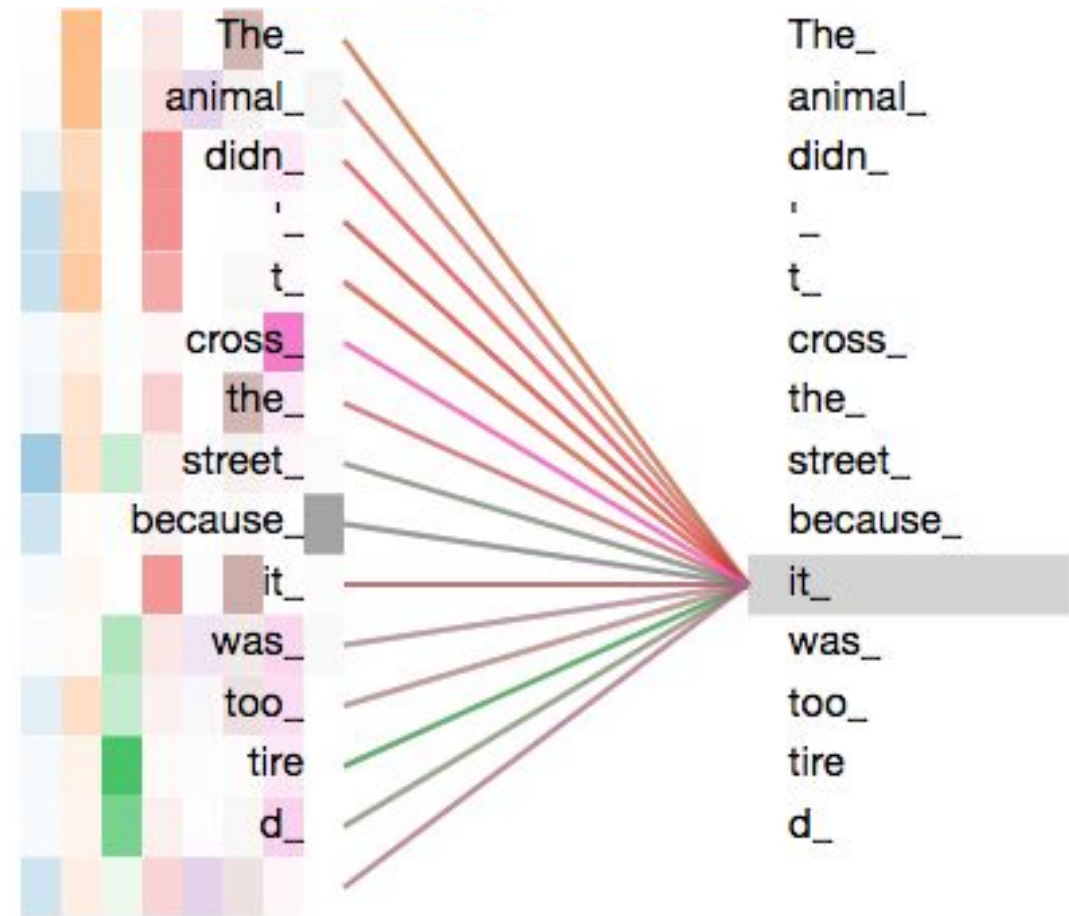 The_ The_
animal_ animal_
didn_ didn_
'_ '_
t_ t_
cross_ cross_
the_ the_
street_ street_
because_ because_
it_ it_
was_ was_
too_ too_
tire tire
d_ d_